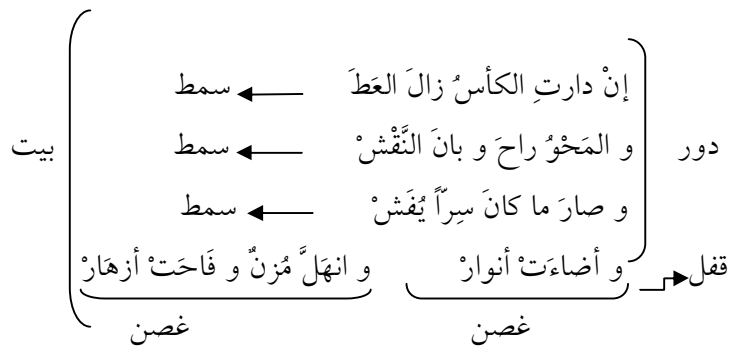 إنْ دارتِ الكأسُ زالَ العَطَ سمط
و المَحْوُ راحَ و بانَ النَّقْشْ سمط
و صارَ ما كانَ سِرّاً يُفَشْ سمط
دور
بيت
قفل و أضاءَتْ أنوارْ و انهَلَّ مُزنٌ و فَاحَتْ أزهَارْ
غصن غصن